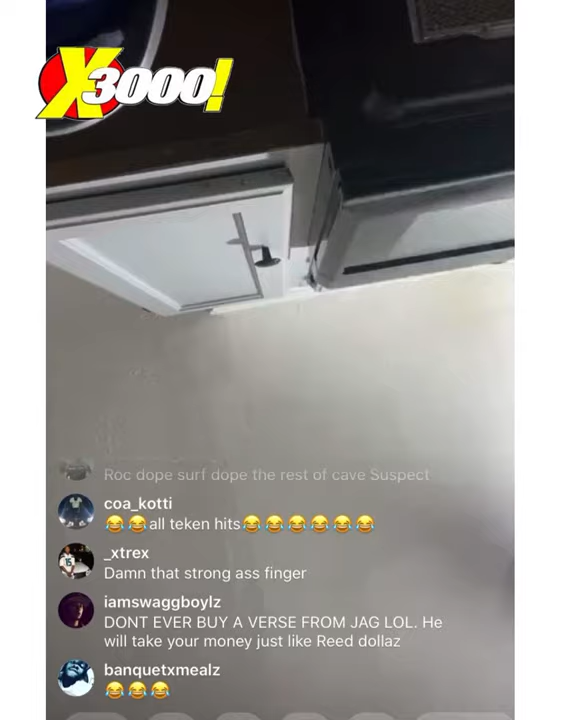 X3000!
Roc dope surf dope the rest of cave Suspect
coa_kotti
😂😂all teken hits😂😂😂😂😂😂
_xtrex
Damn that strong ass finger
iamswaggboylz
DONT EVER BUY A VERSE FROM JAG LOL. He
will take your money just like Reed dollaz
banquetxmealz
😂😂😂